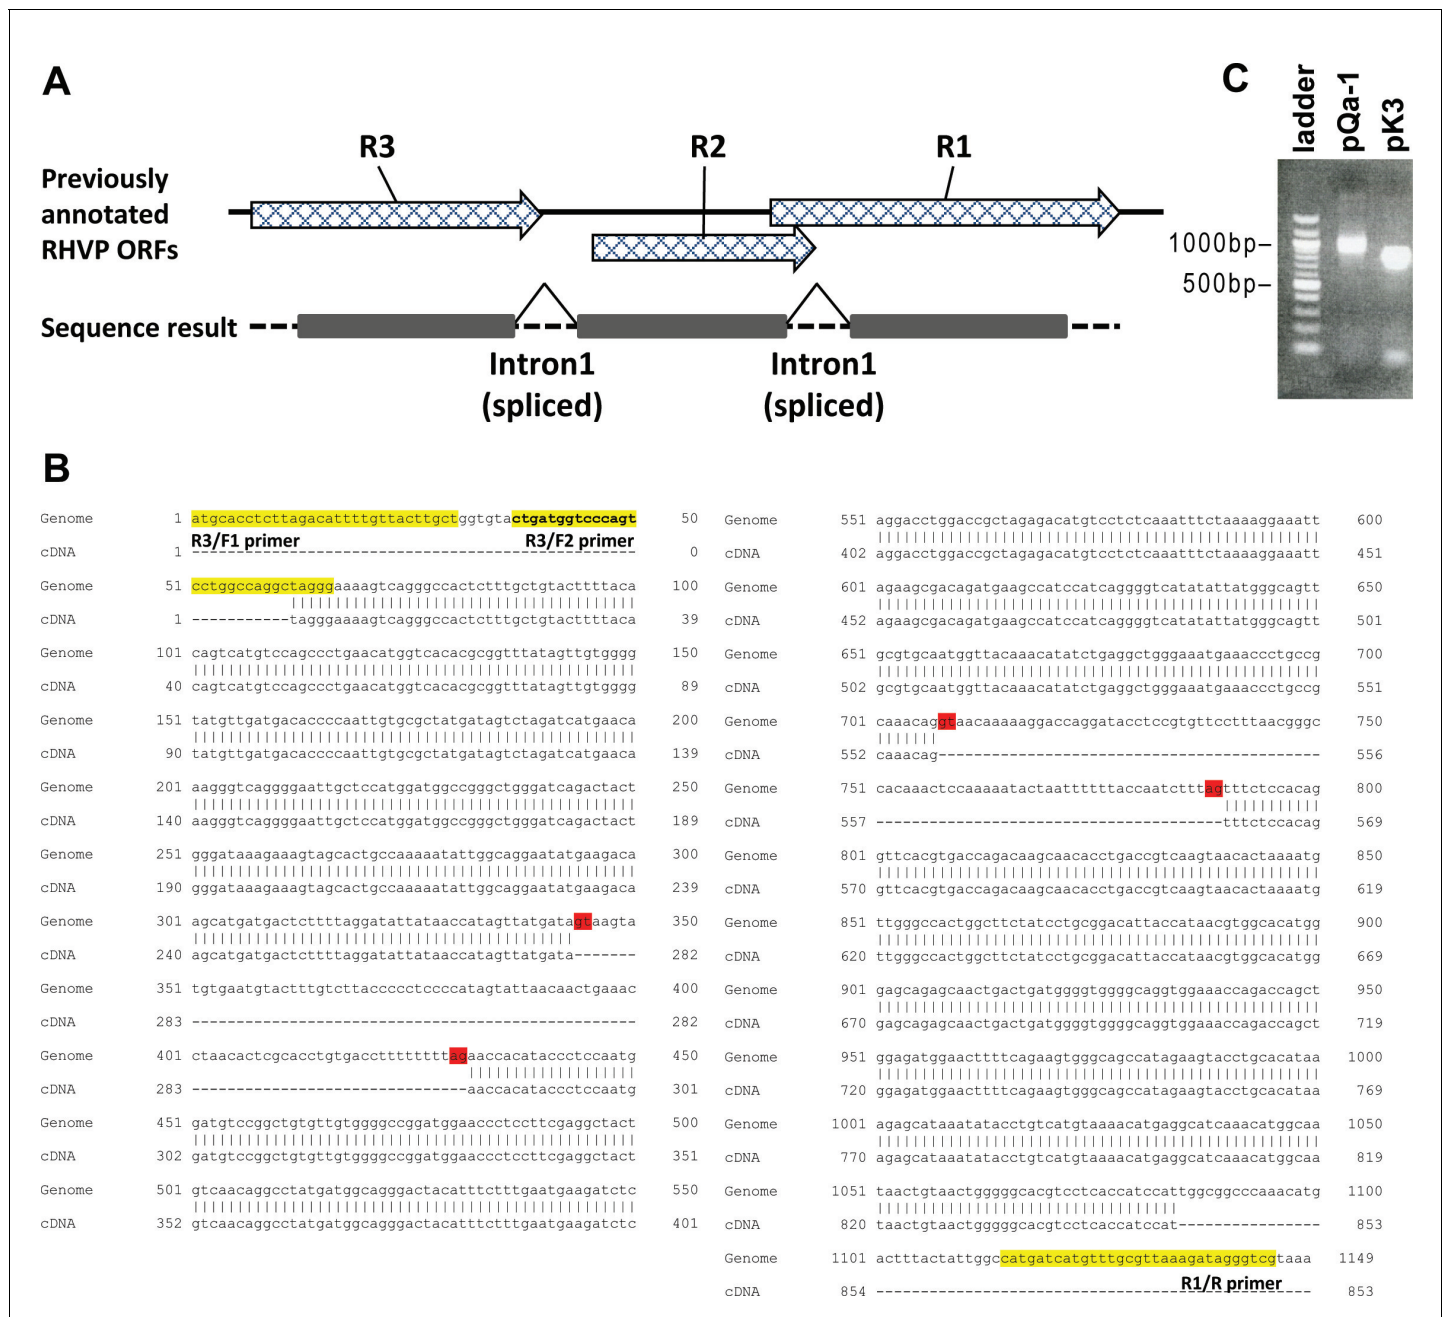 A
R3
R2
R1
Previously
annotated
RHVP ORFs
Sequence result
Intron1
(spliced)
Intron1
(spliced)
C
ladder
pQa-1
pK3
1000bp–
500bp–
B
Genome 1 atgcacctcttagacattttgttacttgctggtgtactgatggtcccagt 50
R3/F1 primer R3/F2 primer
cDNA 1 -------------------------------------------------- 0
Genome 51 cctggccaggctagggaaaagtcagggccactctttgctgtacttttaca 100
cDNA 1 -----------tagggaaaagtcagggccactctttgctgtacttttaca 39
Genome 101 cagtcatgtccagccctgaacatggtcacacgcggtttatagttgtgggg 150
cDNA 40 cagtcatgtccagccctgaacatggtcacacgcggtttatagttgtgggg 89
Genome 151 tatgttgatgacaccccaattgtgcgctatgatagtctagatcatgaaca 200
cDNA 90 tatgttgatgacaccccaattgtgcgctatgatagtctagatcatgaaca 139
Genome 201 aagggtcaggggaattgctccatggatggccgggctgggatcagactact 250
cDNA 140 aagggtcaggggaattgctccatggatggccgggctgggatcagactact 189
Genome 251 gggataaagaaagtagcactgccaaaaatattggcaggaatatgaagaca 300
cDNA 190 gggataaagaaagtagcactgccaaaaatattggcaggaatatgaagaca 239
Genome 301 agcatgatgactcttttaggatattataaccatagttatgatagtaagta 350
cDNA 240 agcatgatgactcttttaggatattataaccatagttatgata------- 282
Genome 351 tgtgaatgtactttgtcttaccccctccccatagtattaacaactgaaac 400
cDNA 283 -------------------------------------------------- 282
Genome 401 ctaacactcgcacctgtgacctttttttttagaaccacataccctccaatg 450
cDNA 283 -------------------------------aaccacataccctccaatg 301
Genome 451 gatgtccggctgtgttgtggggccggatggaaccctccttcgaggctact 500
cDNA 302 gatgtccggctgtgttgtggggccggatggaaccctccttcgaggctact 351
Genome 501 gtcaacaggcctatgatggcagggactacatttctttgaatgaagatctc 550
cDNA 352 gtcaacaggcctatgatggcagggactacatttctttgaatgaagatctc 401
Genome 551 aggacctggaccgctagagacatgtcctctcaaatttctaaaaggaaatt 600
cDNA 402 aggacctggaccgctagagacatgtcctctcaaatttctaaaaggaaatt 451
Genome 601 agaagcgacagatgaagccatccatcaggggtcatatattatgggcagtt 650
cDNA 452 agaagcgacagatgaagccatccatcaggggtcatatattatgggcagtt 501
Genome 651 gcgtgcaatggttacaaacatatctgaggctgggaaatgaaaccctgccg 700
cDNA 502 gcgtgcaatggttacaaacatatctgaggctgggaaatgaaaccctgccg 551
Genome 701 caaacaggtaacaaaaaggaccaggatacctccgtgttcctttaacgggc 750
cDNA 552 caaacag------------------------------------------- 556
Genome 751 cacaaactccaaaaatactaattttttaccaatctttagtttctccacag 800
cDNA 557 ---------------------------------------tttctccacag 569
Genome 801 gttcacgtgaccagacaagcaacacctgaccgtcaagtaacactaaaatg 850
cDNA 570 gttcacgtgaccagacaagcaacacctgaccgtcaagtaacactaaaatg 619
Genome 851 ttgggccactggcttctatcctgcggacattaccataacgtggcacatgg 900
cDNA 620 ttgggccactggcttctatcctgcggacattaccataacgtggcacatgg 669
Genome 901 gagcagagcaactgactgatggggtggggcaggtggaaaccagaccagct 950
cDNA 670 gagcagagcaactgactgatggggtggggcaggtggaaaccagaccagct 719
Genome 951 ggagatggaacttttcagaagtgggcagccatagaagtacctgcacataa 1000
cDNA 720 ggagatggaacttttcagaagtgggcagccatagaagtacctgcacataa 769
Genome 1001 agagcataaatatacctgtcatgtaaaacatgaggcatcaaacatggcaa 1050
cDNA 770 agagcataaatatacctgtcatgtaaaacatgaggcatcaaacatggcaa 819
Genome 1051 taactgtaactgggggcacgtcctcaccatccattggcggcccaaacatg 1100
cDNA 820 taactgtaactgggggcacgtcctcaccatccat---------------- 853
Genome 1101 actttactattggccatgatcatgtttgcgttaaagatagggtcgtaaa 1149
R1/R primer
cDNA 854 ------------------------------------------------- 853